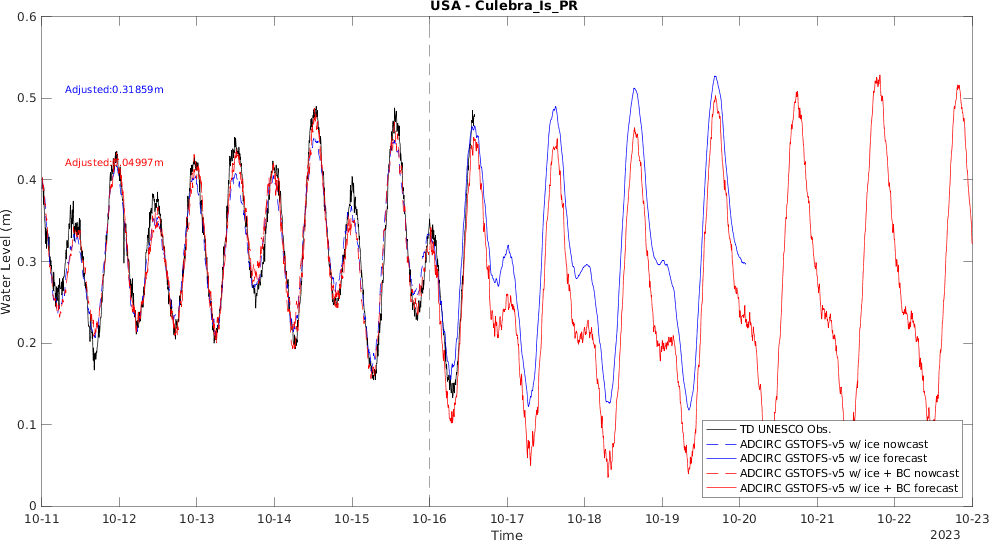 USA - Culebra_Is_PR
0.6
0.5
0.4
0.3
0.2
0.1
0
Water Level (m)
Adjusted:0.31859m
Adjusted:0.04997m
TD UNESCO Obs.
ADCIRC GSTOFS-v5 w/ ice nowcast
ADCIRC GSTOFS-v5 w/ ice forecast
ADCIRC GSTOFS-v5 w/ ice + BC nowcast
ADCIRC GSTOFS-v5 w/ ice + BC forecast
10-11 10-12 10-13 10-14 10-15 10-16 10-17 10-18 10-19 10-20 10-21 10-22 10-23
Time
2023